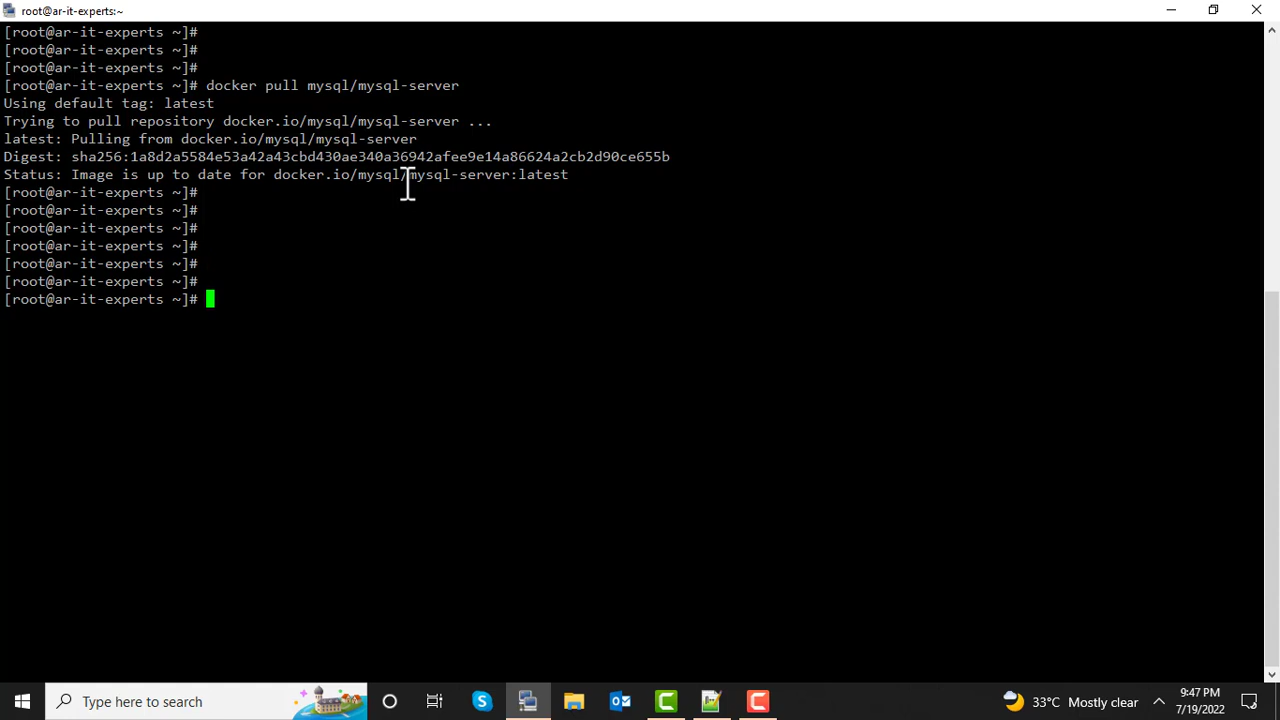 root@ar-it-experts:~
[root@ar-it-experts ~]#
[root@ar-it-experts ~]#
[root@ar-it-experts ~]#
[root@ar-it-experts ~]# docker pull mysql/mysql-server
Using default tag: latest
Trying to pull repository docker.io/mysql/mysql-server ...
latest: Pulling from docker.io/mysql/mysql-server
Digest: sha256:1a8d2a5584e53a42a43cbd430ae340a36942afee9e14a86624a2cb2d90ce655b
Status: Image is up to date for docker.io/mysql/mysql-server:latest
[root@ar-it-experts ~]#
[root@ar-it-experts ~]#
[root@ar-it-experts ~]#
[root@ar-it-experts ~]#
[root@ar-it-experts ~]#
[root@ar-it-experts ~]#
[root@ar-it-experts ~]#
Type here to search
33°C Mostly clear
9:47 PM
7/19/2022